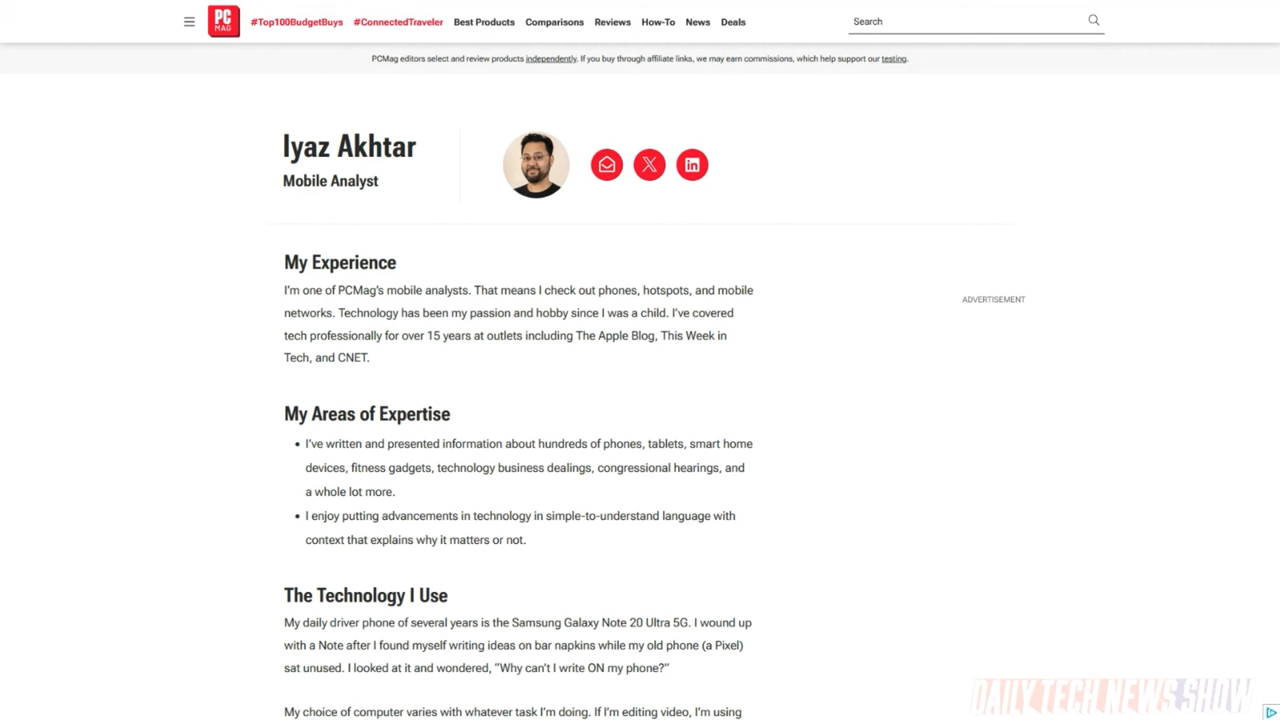 PC
MAG
#Top100BudgetBuys #ConnectedTraveler Best Products Comparisons Reviews How-To News Deals
Search
PCMag editors select and review products independently. If you buy through affiliate links, we may earn commissions, which help support our testing.
Iyaz Akhtar
Mobile Analyst
My Experience
I'm one of PCMag's mobile analysts. That means I check out phones, hotspots, and mobile
networks. Technology has been my passion and hobby since I was a child. I've covered
tech professionally for over 15 years at outlets including The Apple Blog, This Week in
Tech, and CNET.
ADVERTISEMENT
My Areas of Expertise
• I've written and presented information about hundreds of phones, tablets, smart home
devices, fitness gadgets, technology business dealings, congressional hearings, and
a whole lot more.
• I enjoy putting advancements in technology in simple-to-understand language with
context that explains why it matters or not.
The Technology I Use
My daily driver phone of several years is the Samsung Galaxy Note 20 Ultra 5G. I wound up
with a Note after I found myself writing ideas on bar napkins while my old phone (a Pixel)
sat unused. I looked at it and wondered, “Why can't I write ON my phone?”
My choice of computer varies with whatever task I'm doing. If I'm editing video, I'm using
DAILY TECH NEWS SHOW